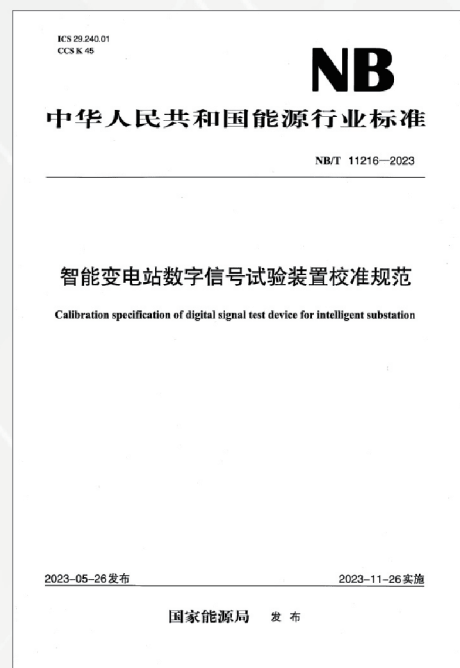 ICS 29.240.01
CCS K 45
NB
中华人民共和国能源行业标准
NB/T 11216—2023
智能变电站数字信号试验装置校准规范
Calibration specification of digital signal test device for intelligent substation
2023-05-26发布 2023-11-26实施
国家能源局 发布